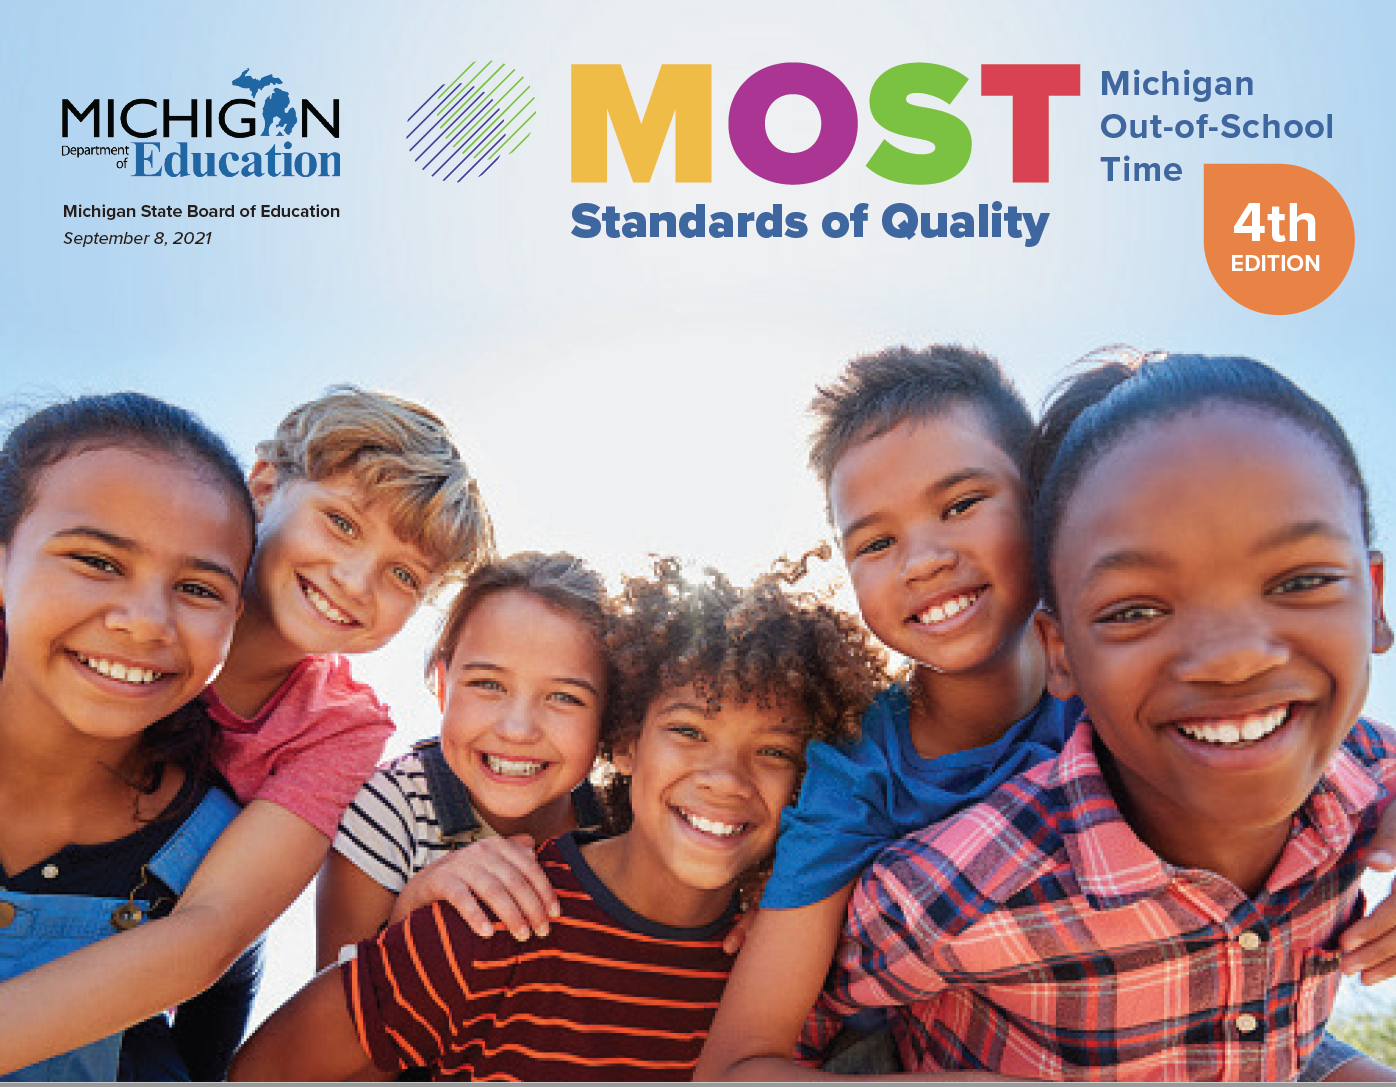 MICHIGAN
Department
of Education
Michigan State Board of Education
September 8, 2021
MOST
Standards of Quality
Michigan
Out-of-School
Time
4th
EDITION